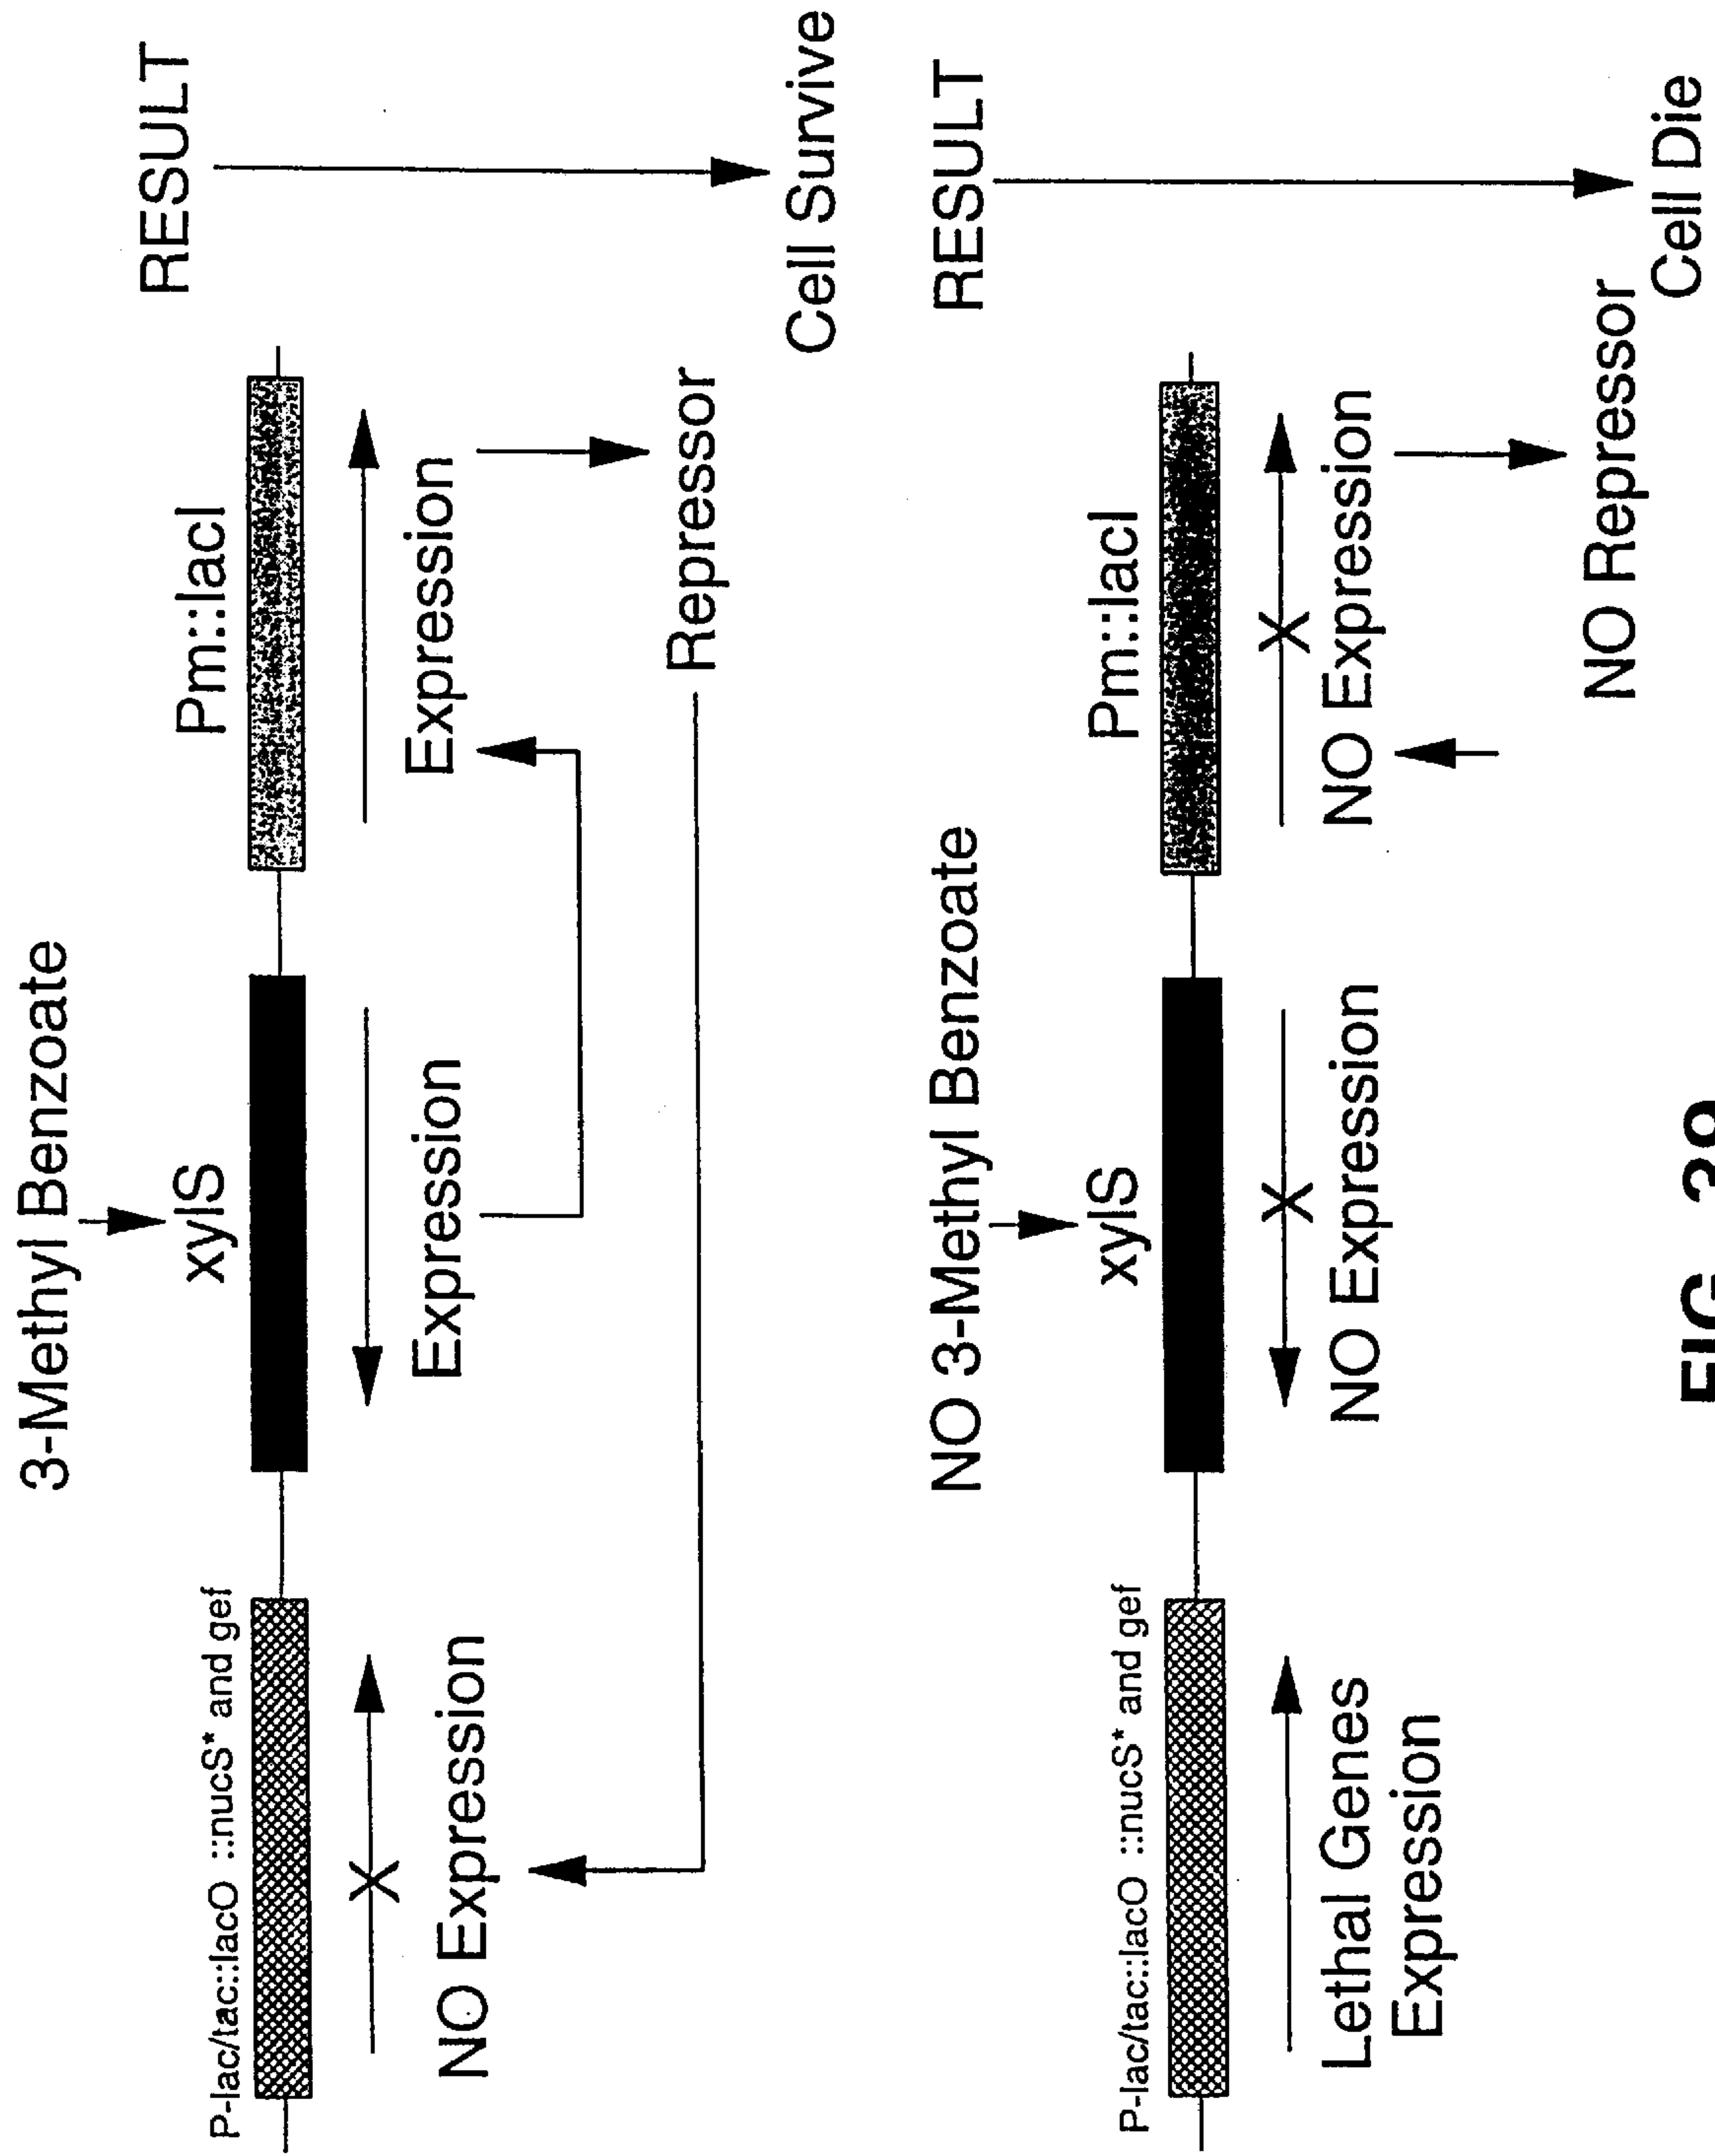 3-Methyl Benzoate
RESULT
P-lac/tac::lacO ::nucS* and gef
xylS
Pm::lacI
X
NO Expression
Expression
Expression
Repressor
Cell Survive
NO 3-Methyl Benzoate
RESULT
P-lac/tac::lacO ::nucS* and gef
xylS
Pm::lacI
X
X
Lethal Genes
Expression
NO Expression
NO Expression
NO Repressor
Cell Die
FIG._